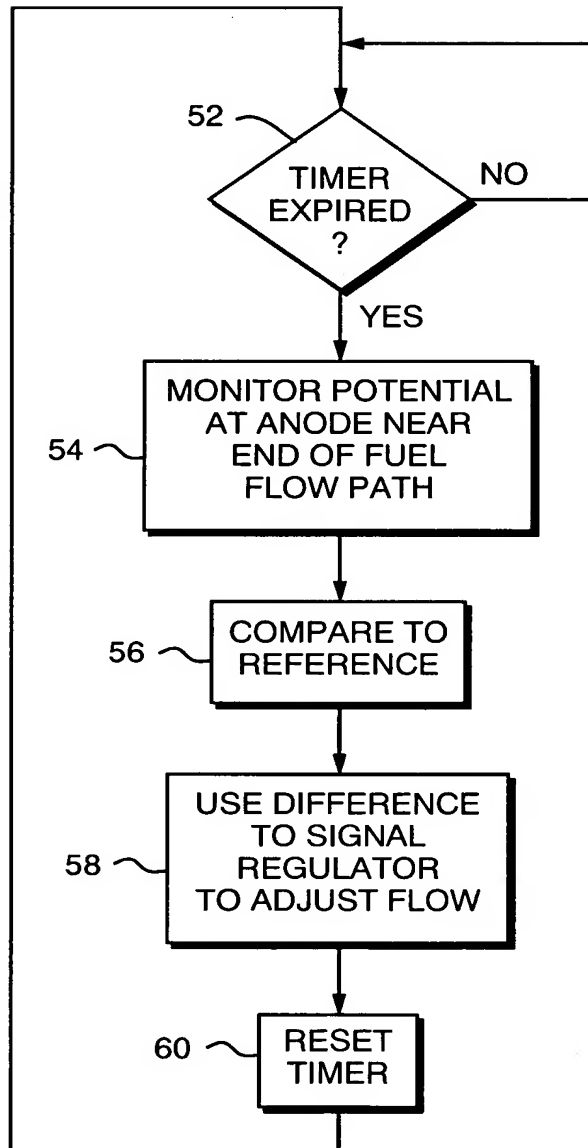 52
TIMER
EXPIRED
?
NO
YES
54
MONITOR POTENTIAL
AT ANODE NEAR
END OF FUEL
FLOW PATH
56
COMPARE TO
REFERENCE
58
USE DIFFERENCE
TO SIGNAL
REGULATOR
TO ADJUST FLOW
60
RESET
TIMER